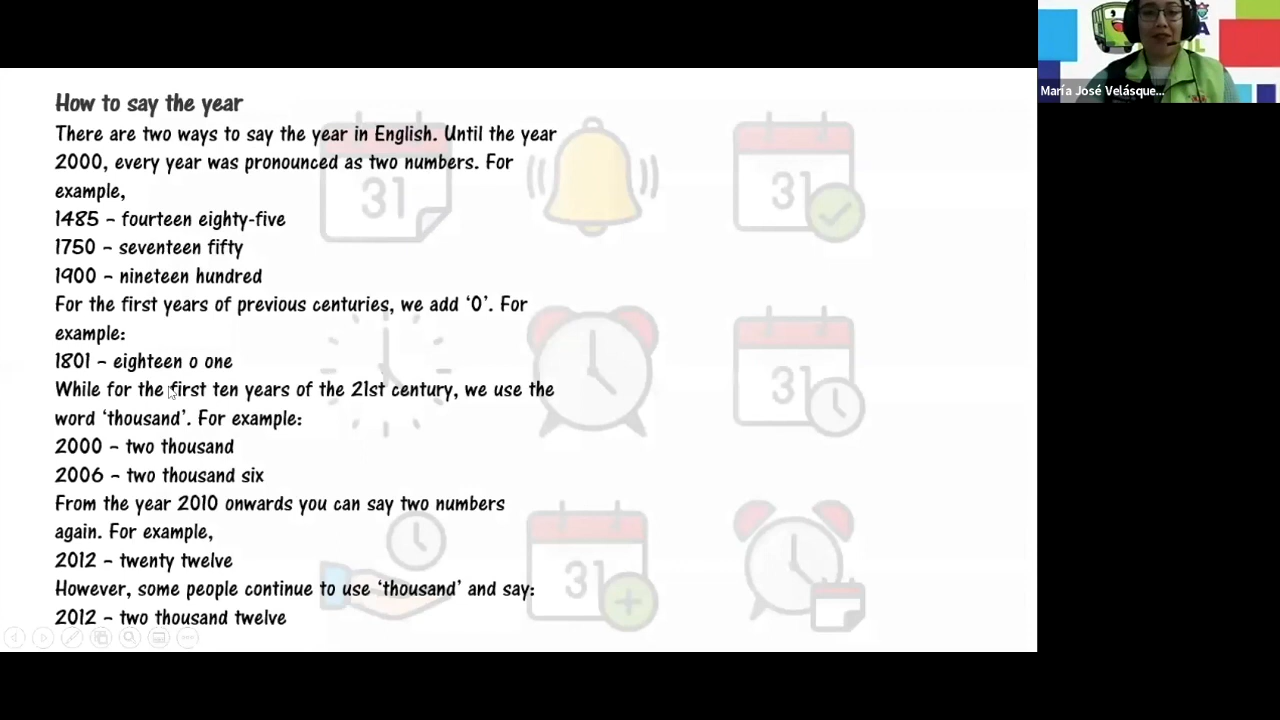 How to say the year
There are two ways to say the year in English. Until the year
2000, every year was pronounced as two numbers. For
example,
1485 – fourteen eighty-five
1750 – seventeen fifty
1900 – nineteen hundred
For the first years of previous centuries, we add ‘0’. For
example:
1801 – eighteen o one
While for the first ten years of the 21st century, we use the
word ‘thousand’. For example:
2000 – two thousand
2006 – two thousand six
From the year 2010 onwards you can say two numbers
again. For example,
2012 – twenty twelve
However, some people continue to use ‘thousand’ and say:
2012 – two thousand twelve
31
31
31
31
María José Velásque...